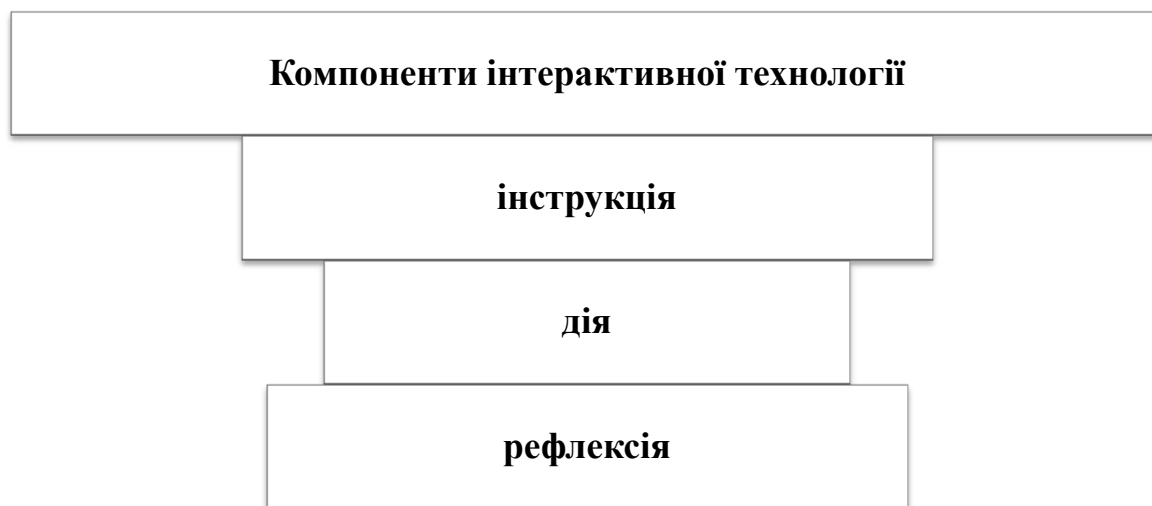 Компоненти інтерактивної технології
інструкція
дія
рефлексія